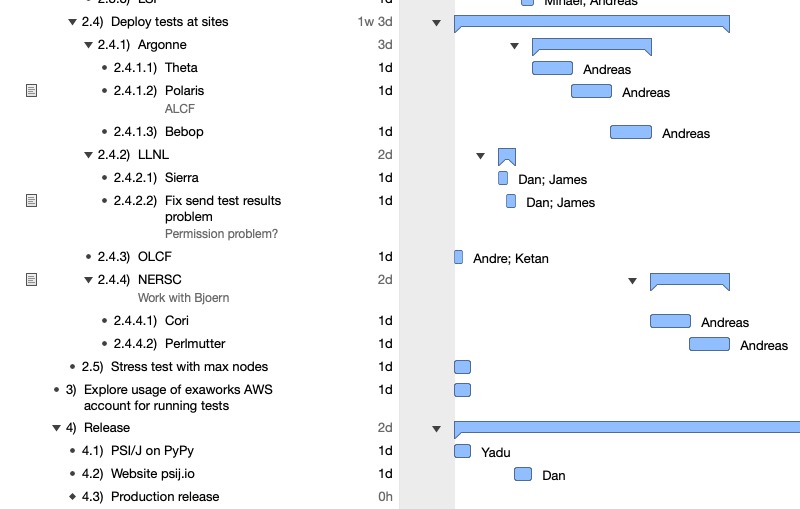 Mihael, Andreas
2.4) Deploy tests at sites 1w 3d
2.4.1) Argonne 3d
2.4.1.1) Theta 1d Andreas
2.4.1.2) Polaris 1d Andreas
ALCF
2.4.1.3) Bebop 1d Andreas
2.4.2) LLNL 2d
2.4.2.1) Sierra 1d Dan; James
2.4.2.2) Fix send test results 1d Dan; James
problem
Permission problem?
2.4.3) OLCF 1d Andre; Ketan
2.4.4) NERSC 2d
Work with Bjoern
2.4.4.1) Cori 1d Andreas
2.4.4.2) Perlmutter 1d Andreas
2.5) Stress test with max nodes 1d
3) Explore usage of exaworks AWS 1d
account for running tests
4) Release 2d
4.1) PSI/J on PyPy 1d Yadu
4.2) Website psij.io 1d Dan
4.3) Production release 0h